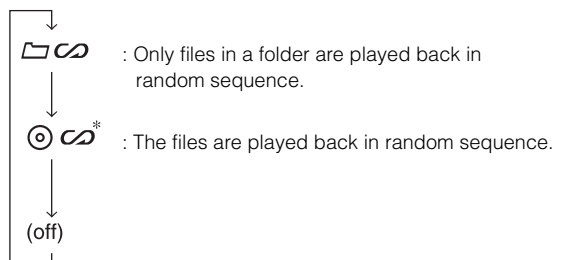 : Only files in a folder are played back in
random sequence.
* : The files are played back in random sequence.
(off)